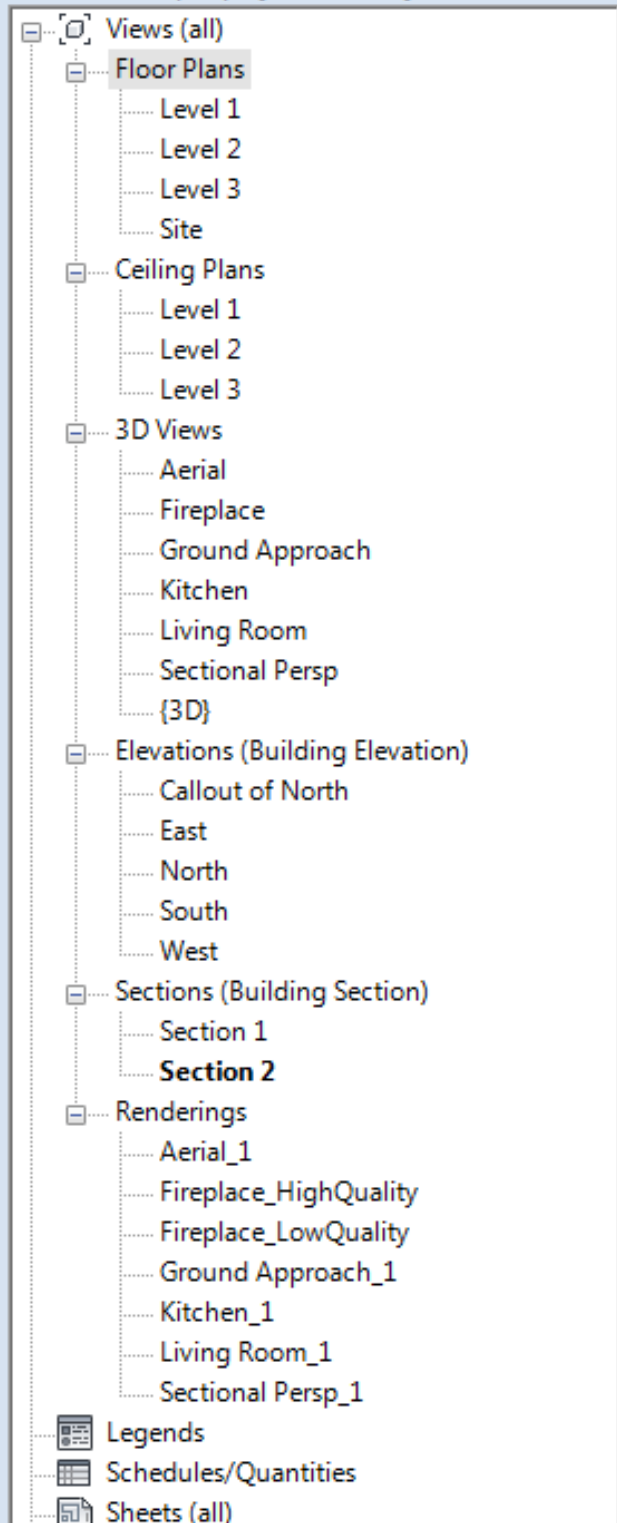 Views (all)
Floor Plans
Level 1
Level 2
Level 3
Site
Ceiling Plans
Level 1
Level 2
Level 3
3D Views
Aerial
Fireplace
Ground Approach
Kitchen
Living Room
Sectional Persp
{3D}
Elevations (Building Elevation)
Callout of North
East
North
South
West
Sections (Building Section)
Section 1
Section 2
Renderings
Aerial_1
Fireplace_HighQuality
Fireplace_LowQuality
Ground Approach_1
Kitchen_1
Living Room_1
Sectional Persp_1
Legends
Schedules/Quantities
Sheets (all)